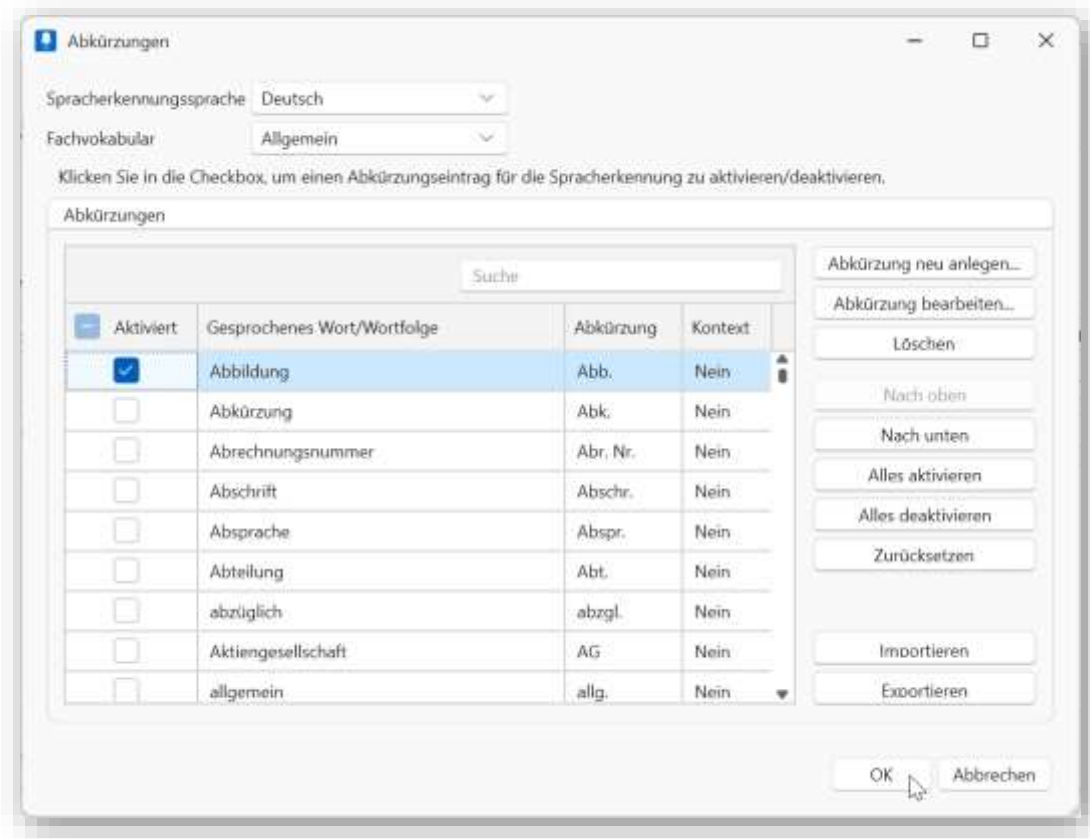 Abkürzungen
Spracherkennungssprache Deutsch
Fachvokabular Allgemein
Klicken Sie in die Checkbox, um einen Abkürzungseintrag für die Spracherkennung zu aktivieren/deaktivieren.
Abkürzungen
Suche
Abkürzung neu anlegen...
Abkürzung bearbeiten...
Löschen
Nach oben
Nach unten
Alles aktivieren
Alles deaktivieren
Zurücksetzen
Importieren
Exportieren
Aktiviert Gesprochenes Wort/Wortfolge Abkürzung Kontext
Abbildung Abb. Nein
Abkürzung Abk. Nein
Abrechnungsnummer Abr. Nr. Nein
Abschrift Abschr. Nein
Absprache Abspr. Nein
Abteilung Abt. Nein
abzüglich abzgl. Nein
Aktiengesellschaft AG Nein
allgemein allg. Nein
OK Abbrechen